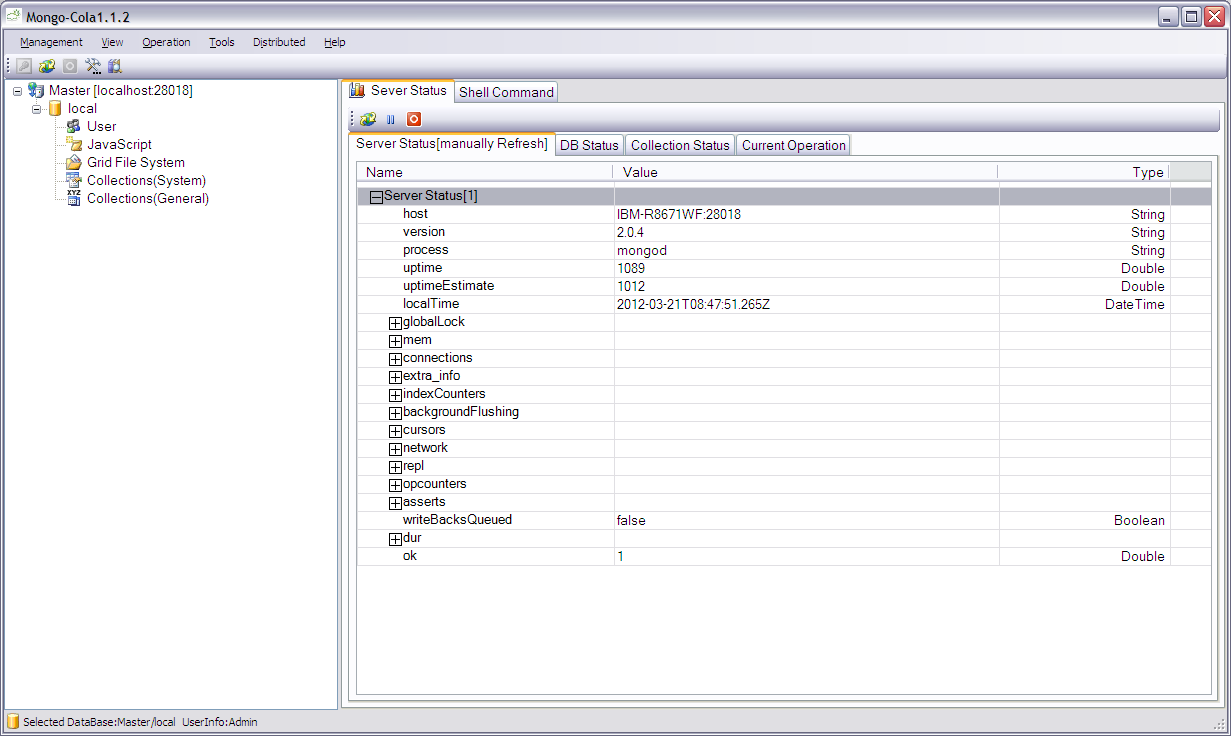 Mongo-Cola1.1.2
Management View Operation Tools Distributed Help
Master [localhost:28018]
local
User
JavaScript
Grid File System
Collections(System)
XYZ Collections(General)
Sever Status Shell Command
Server Status[manually Refresh] DB Status Collection Status Current Operation
Name Value Type
Server Status[1]
host IBM-R8671WF:28018 String
version 2.0.4 String
process mongod String
uptime 1089 Double
uptimeEstimate 1012 Double
localTime 2012-03-21T08:47:51.265Z DateTime
globalLock
mem
connections
extra_info
indexCounters
backgroundFlushing
cursors
network
repl
opcounters
asserts
writeBacksQueued false Boolean
dur
ok 1 Double
Selected DataBase:Master/local UserInfo:Admin